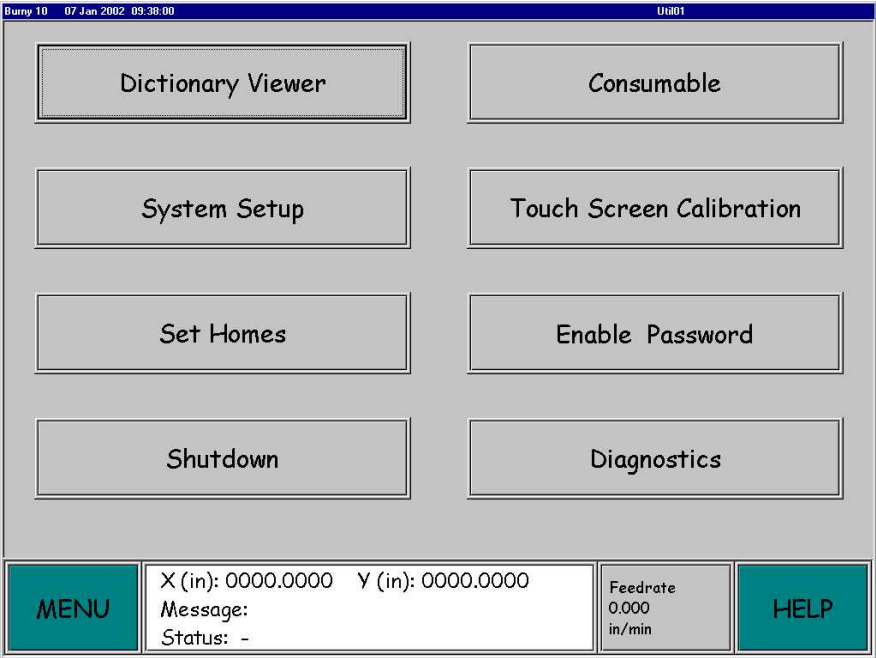 Burny 10 07 Jan 2002 09:38:00 Util01
Dictionary Viewer
Consumable
System Setup
Touch Screen Calibration
Set Homes
Enable Password
Shutdown
Diagnostics
MENU
X (in): 0000.0000 Y (in): 0000.0000
Message:
Status: -
Feedrate
0.000
in/min
HELP